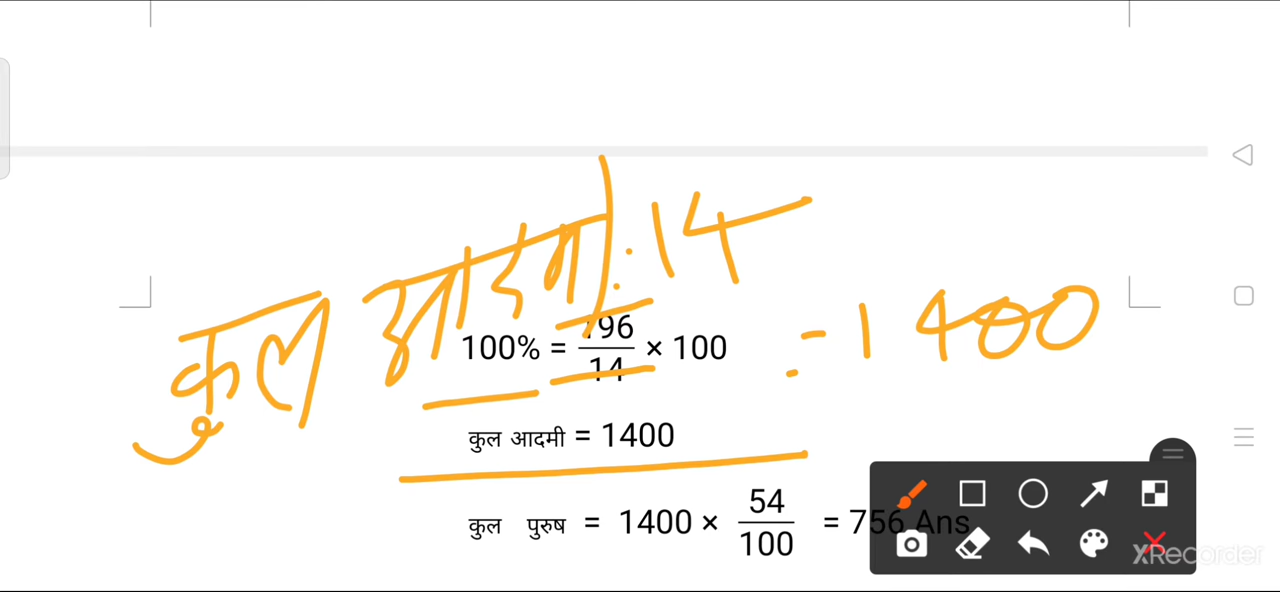 कुल आदमी : 14
100% = 196/14 × 100
= 1400
कुल आदमी = 1400
कुल पुरुष = 1400 × 54/100 = 756 Ans
XRecorder